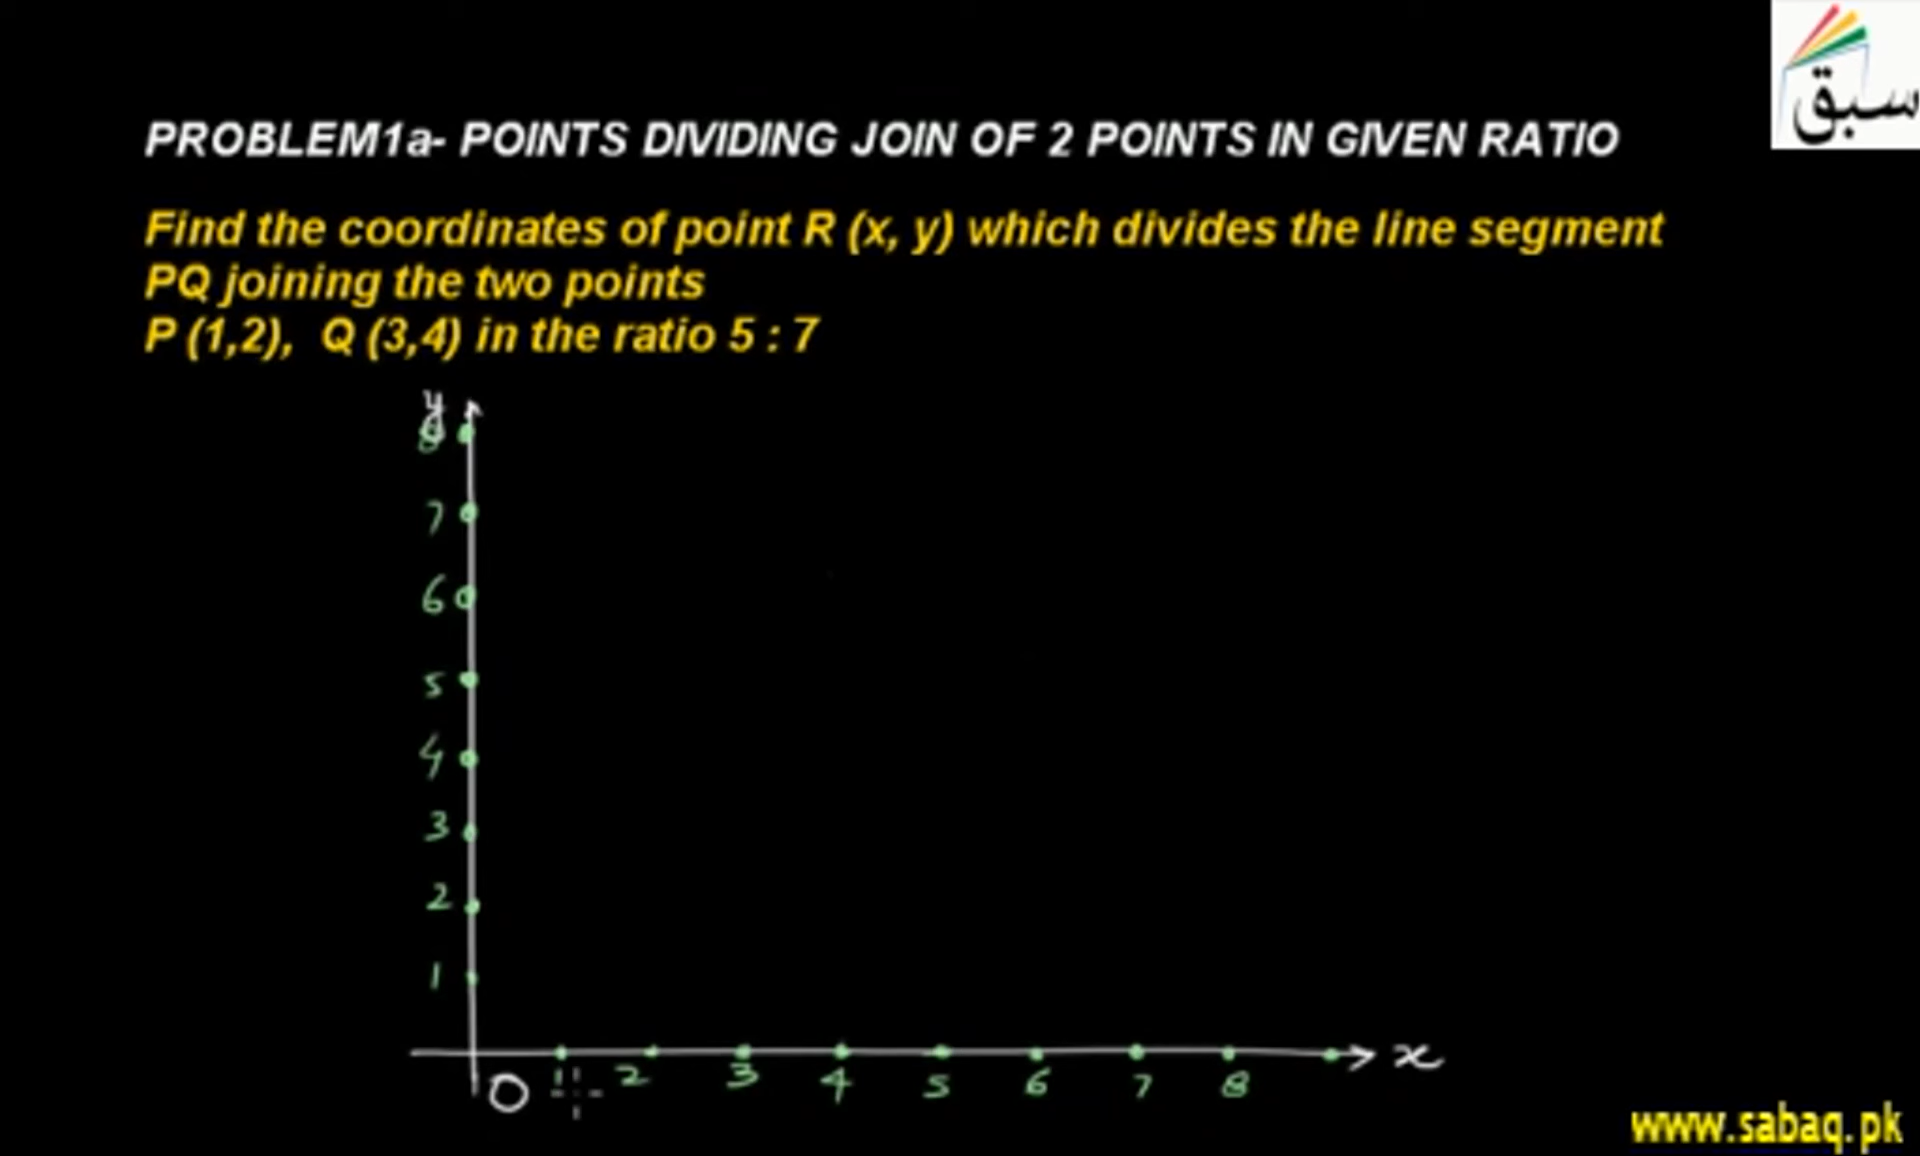 سبق
PROBLEM1a- POINTS DIVIDING JOIN OF 2 POINTS IN GIVEN RATIO
Find the coordinates of point R (x, y) which divides the line segment
PQ joining the two points
P (1,2), Q (3,4) in the ratio 5 : 7
y
8
7
6
5
4
3
2
1
x
O 1 2 3 4 5 6 7 8
www.sabaq.pk